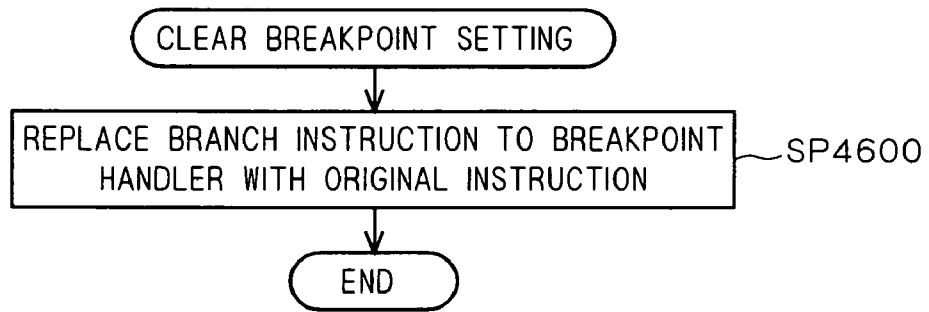 CLEAR BREAKPOINT SETTING
REPLACE BRANCH INSTRUCTION TO BREAKPOINT
HANDLER WITH ORIGINAL INSTRUCTION
SP4600
END